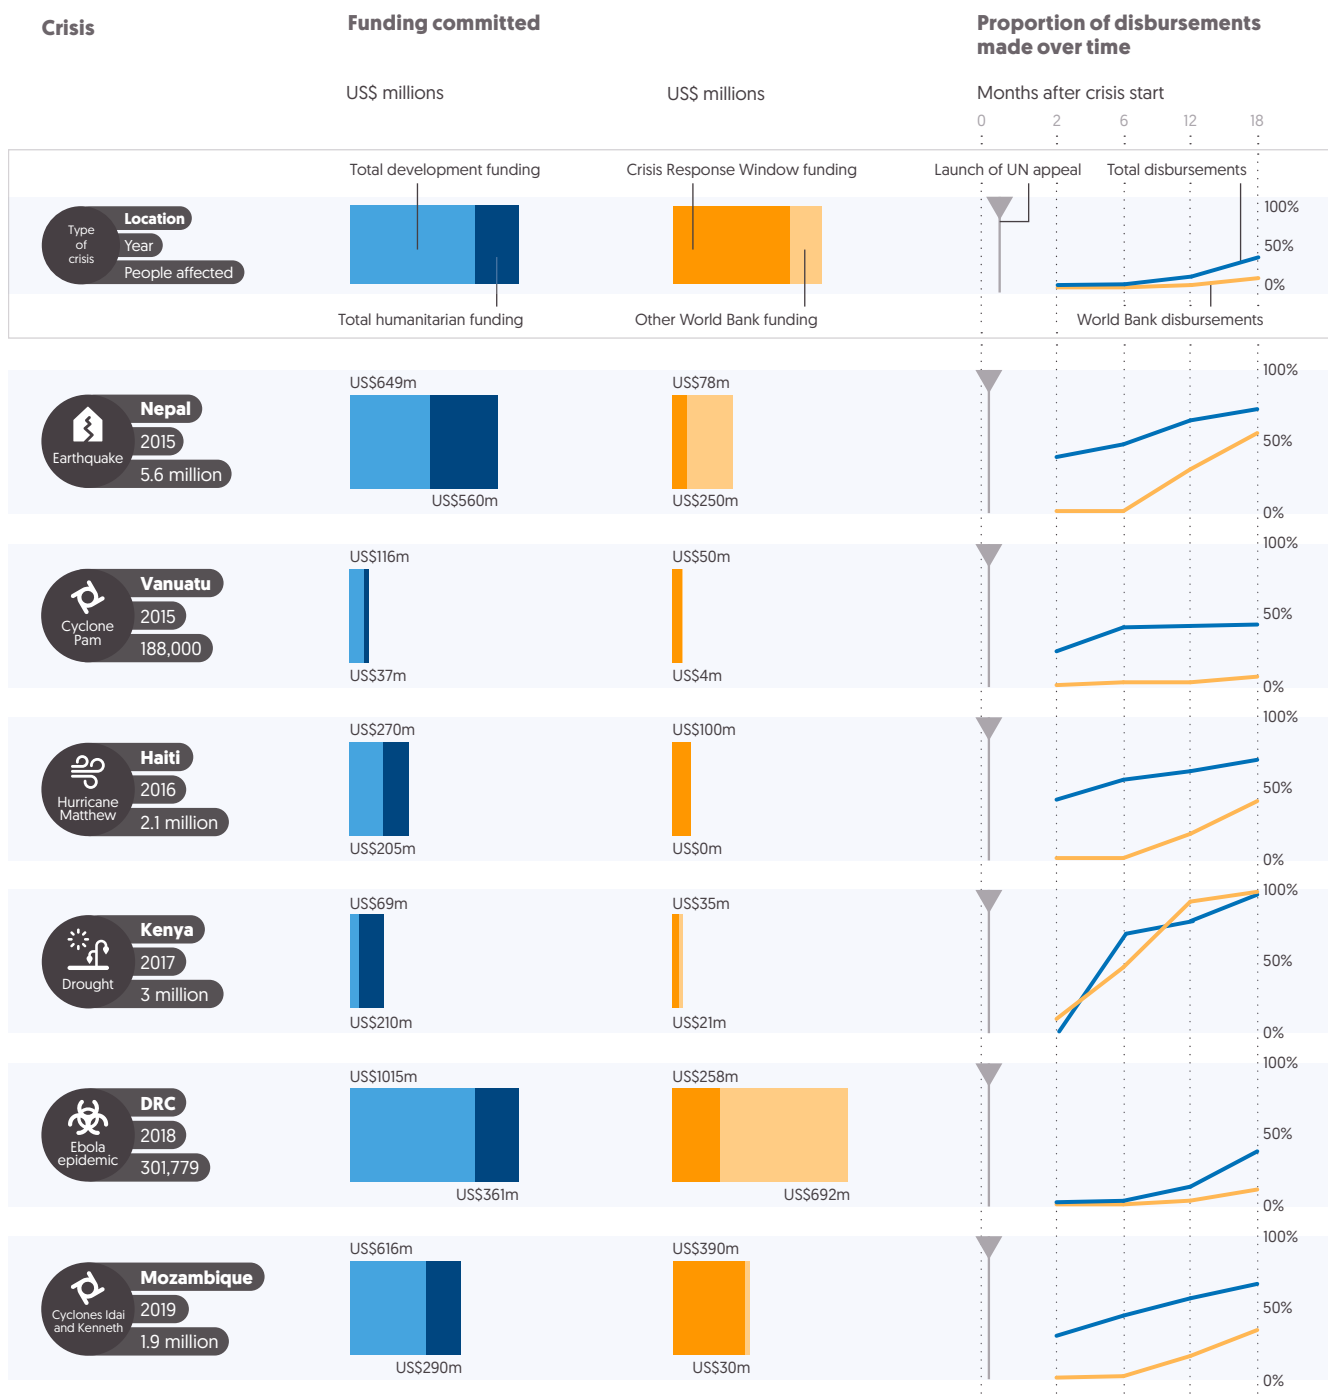 Crisis
Funding committed
Proportion of disbursements
made over time
US$ millions
US$ millions
Months after crisis start
0
2
6
12
18
Total development funding
Crisis Response Window funding
Launch of UN appeal
Total disbursements
Type
of
crisis
Location
Year
People affected
100%
50%
0%
Total humanitarian funding
Other World Bank funding
World Bank disbursements
Earthquake
Nepal
2015
5.6 million
US$649m
US$560m
US$78m
US$250m
100%
50%
0%
Cyclone
Pam
Vanuatu
2015
188,000
US$116m
US$37m
US$50m
US$4m
100%
50%
0%
Hurricane
Matthew
Haiti
2016
2.1 million
US$270m
US$205m
US$100m
US$0m
100%
50%
0%
Drought
Kenya
2017
3 million
US$69m
US$210m
US$35m
US$21m
100%
50%
0%
Ebola
epidemic
DRC
2018
301,779
US$1015m
US$361m
US$258m
US$692m
100%
50%
0%
Cyclones Idai
and Kenneth
Mozambique
2019
1.9 million
US$616m
US$290m
US$390m
US$30m
100%
50%
0%